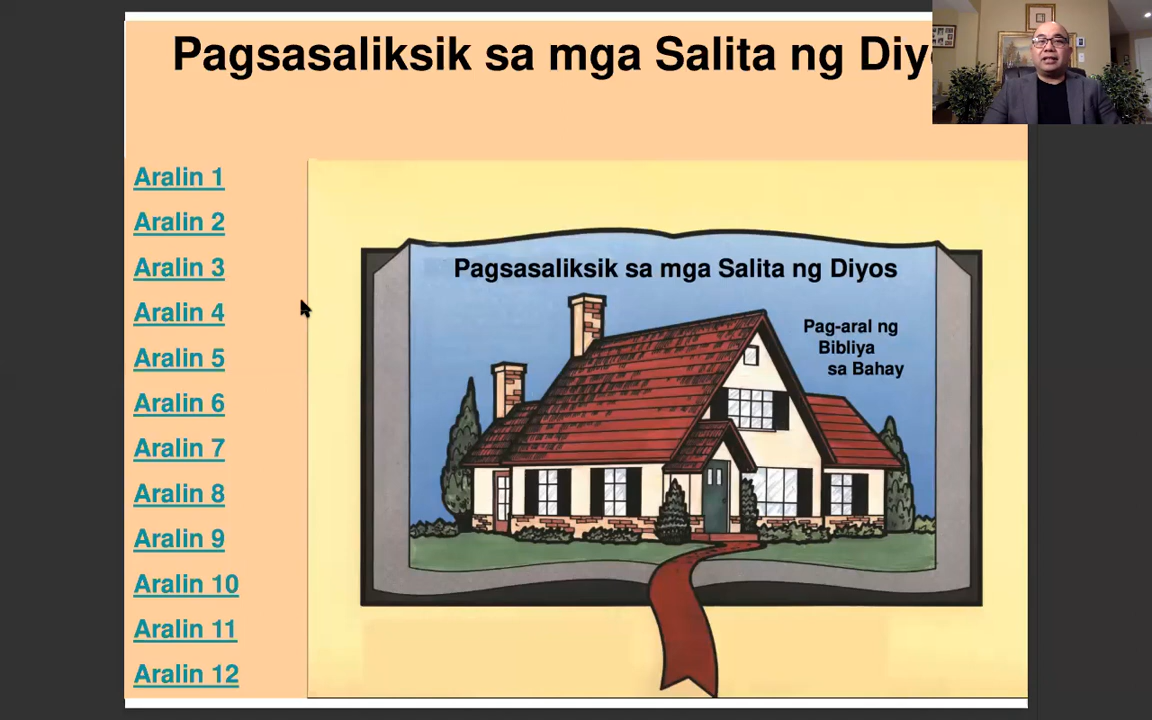 Pagsasaliksik sa mga Salita ng Diy
Aralin 1
Aralin 2
Aralin 3
Aralin 4
Aralin 5
Aralin 6
Aralin 7
Aralin 8
Aralin 9
Aralin 10
Aralin 11
Aralin 12
Pagsasaliksik sa mga Salita ng Diyos
Pag-aral ng
Bibliya
sa Bahay